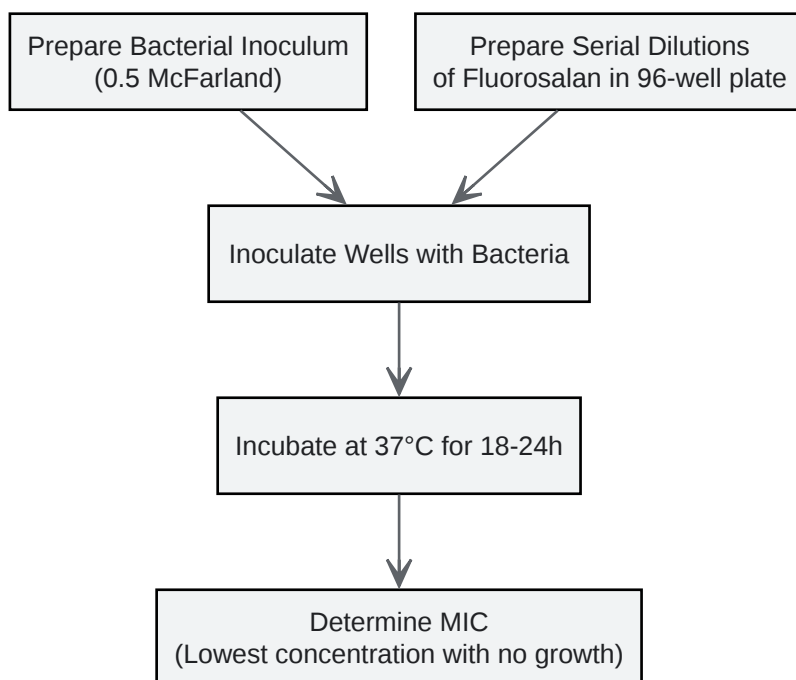 Prepare Bacterial Inoculum
(0.5 McFarland)
Prepare Serial Dilutions
of Fluorosalan in 96-well plate
Inoculate Wells with Bacteria
Incubate at 37°C for 18-24h
Determine MIC
(Lowest concentration with no growth)